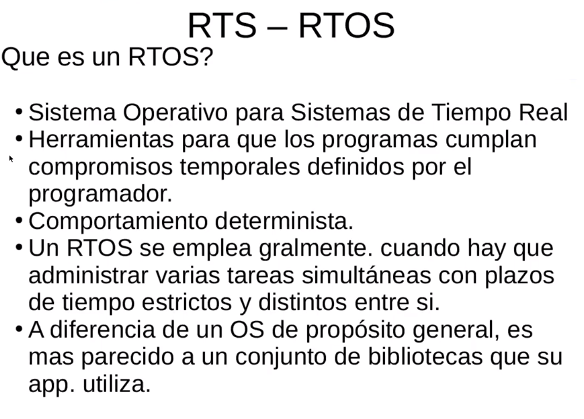 RTS – RTOS
Que es un RTOS?
• Sistema Operativo para Sistemas de Tiempo Real
• Herramientas para que los programas cumplan
compromisos temporales definidos por el
programador.
• Comportamiento determinista.
• Un RTOS se emplea gralmente. cuando hay que
administrar varias tareas simultáneas con plazos
de tiempo estrictos y distintos entre si.
• A diferencia de un OS de propósito general, es
mas parecido a un conjunto de bibliotecas que su
app. utiliza.